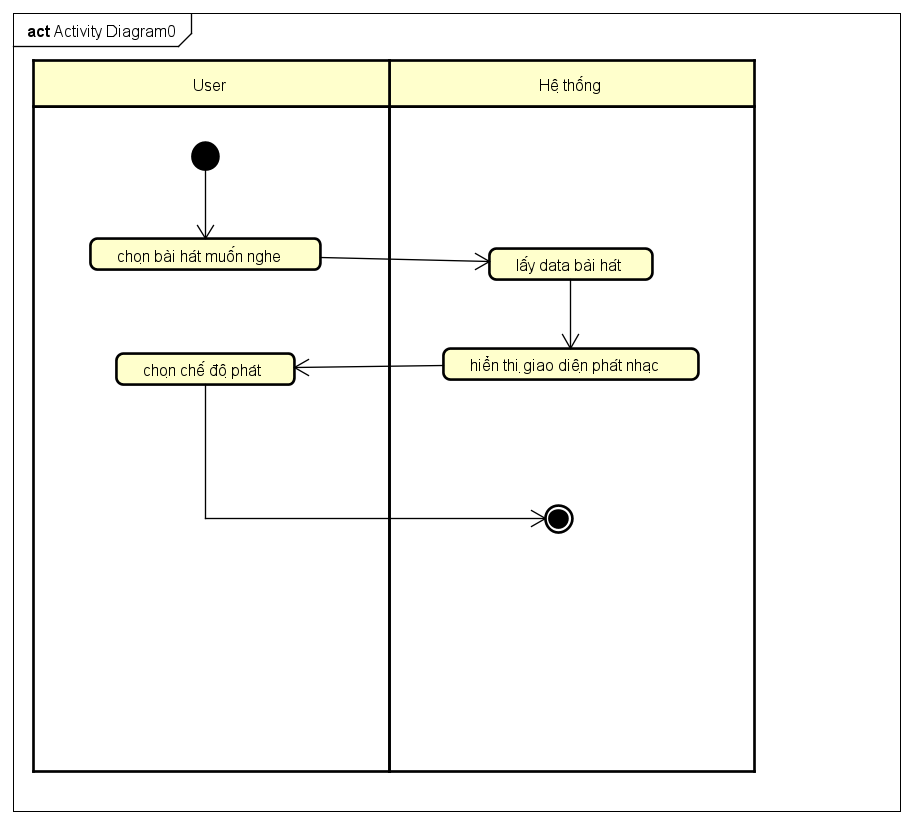 act Activity Diagram0
User
Hệ thống
chọn bài hát muốn nghe
lấy data bài hát
chọn chế độ phát
hiển thị giao diện phát nhạc